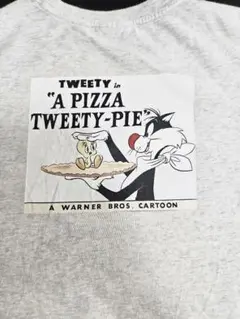 TWEETY in
"A PIZZA
TWEETY-PIE"
A WARNER BROS. CARTOON